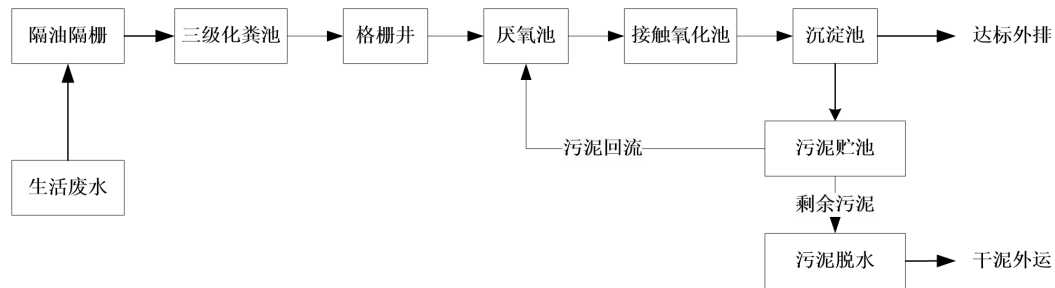 隔油隔栅
三级化粪池
格栅井
厌氧池
接触氧化池
沉淀池
达标外排
污泥回流
污泥贮池
生活废水
剩余污泥
污泥脱水
干泥外运